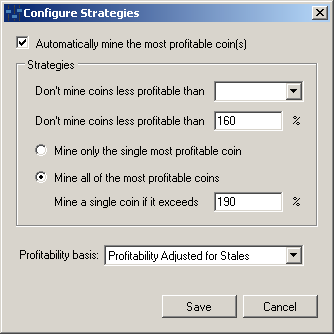 Configure Strategies
Automatically mine the most profitable coin(s)
Strategies
Don't mine coins less profitable than
Don't mine coins less profitable than 160 %
Mine only the single most profitable coin
Mine all of the most profitable coins
Mine a single coin if it exceeds 190 %
Profitability basis: Profitability Adjusted for Stales
Save Cancel